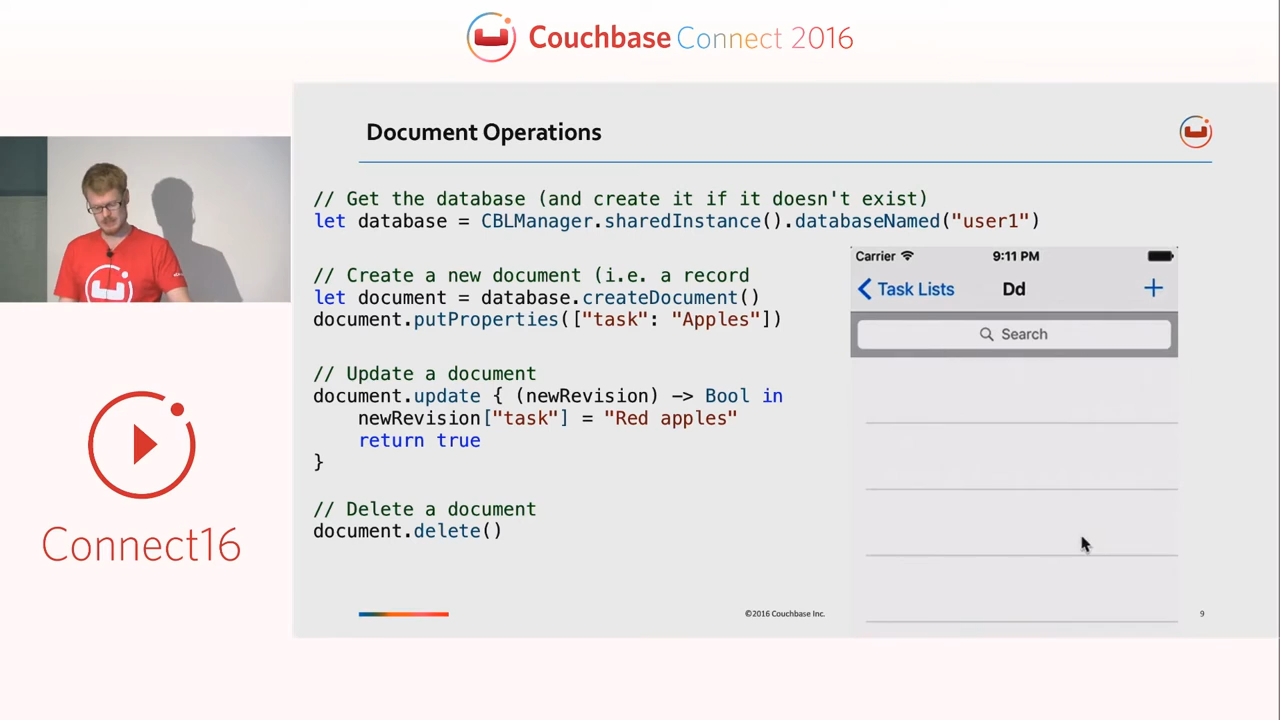 Couchbase Connect 2016
Document Operations
// Get the database (and create it if it doesn't exist)
let database = CBLManager.sharedInstance().databaseNamed("user1")
// Create a new document (i.e. a record
let document = database.createDocument()
document.putProperties(["task": "Apples"])
// Update a document
document.update { (newRevision) -> Bool in
newRevision["task"] = "Red apples"
return true
}
// Delete a document
document.delete()
Carrier 9:11 PM
Task Lists Dd +
Search
Connect16
©2016 Couchbase Inc. 9